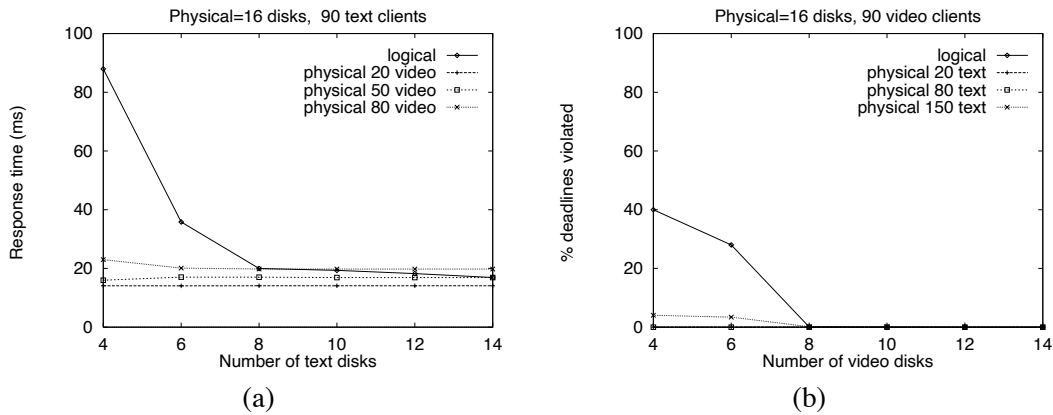 Physical=16 disks, 90 text clients
100
80
60
40
20
0
Response time (ms)
logical
physical 20 video
physical 50 video
physical 80 video
4 6 8 10 12 14
Number of text disks
(a)
Physical=16 disks, 90 video clients
100
80
60
40
20
0
% deadlines violated
logical
physical 20 text
physical 80 text
physical 150 text
4 6 8 10 12 14
Number of video disks
(b)